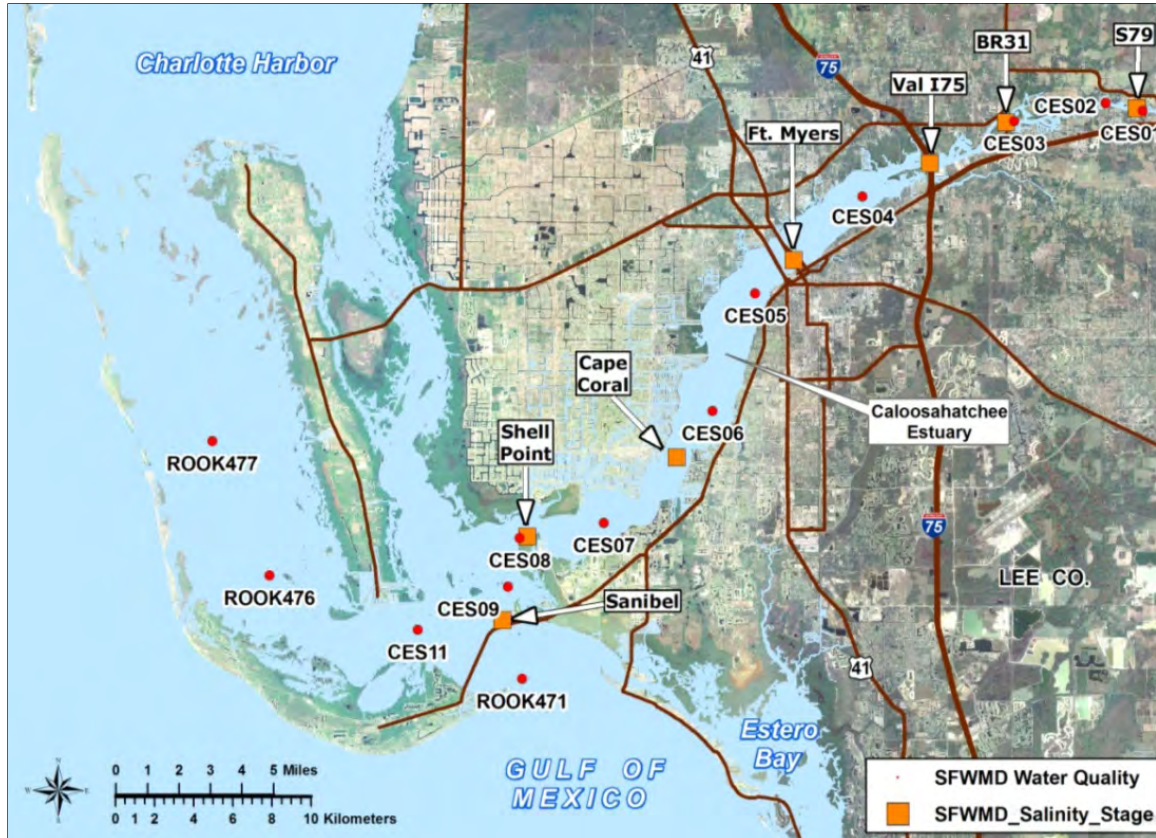 Charlotte Harbor
41
75
BR31
S79
Val I75
CES02
CES03
CES01
Ft. Myers
CES04
CES05
Cape
Coral
Caloosahatchee
Estuary
CES06
Shell
Point
ROOK477
CES07
CES08
75
LEE CO.
ROOK476
CES09
Sanibel
CES11
41
ROOK471
Estero
Bay
GULF OF
MEXICO
N
W E
S
0 1 2 3 4 5 Miles
0 1 2 4 6 8 10 Kilometers
SFWMD Water Quality
SFWMD_Salinity_Stage